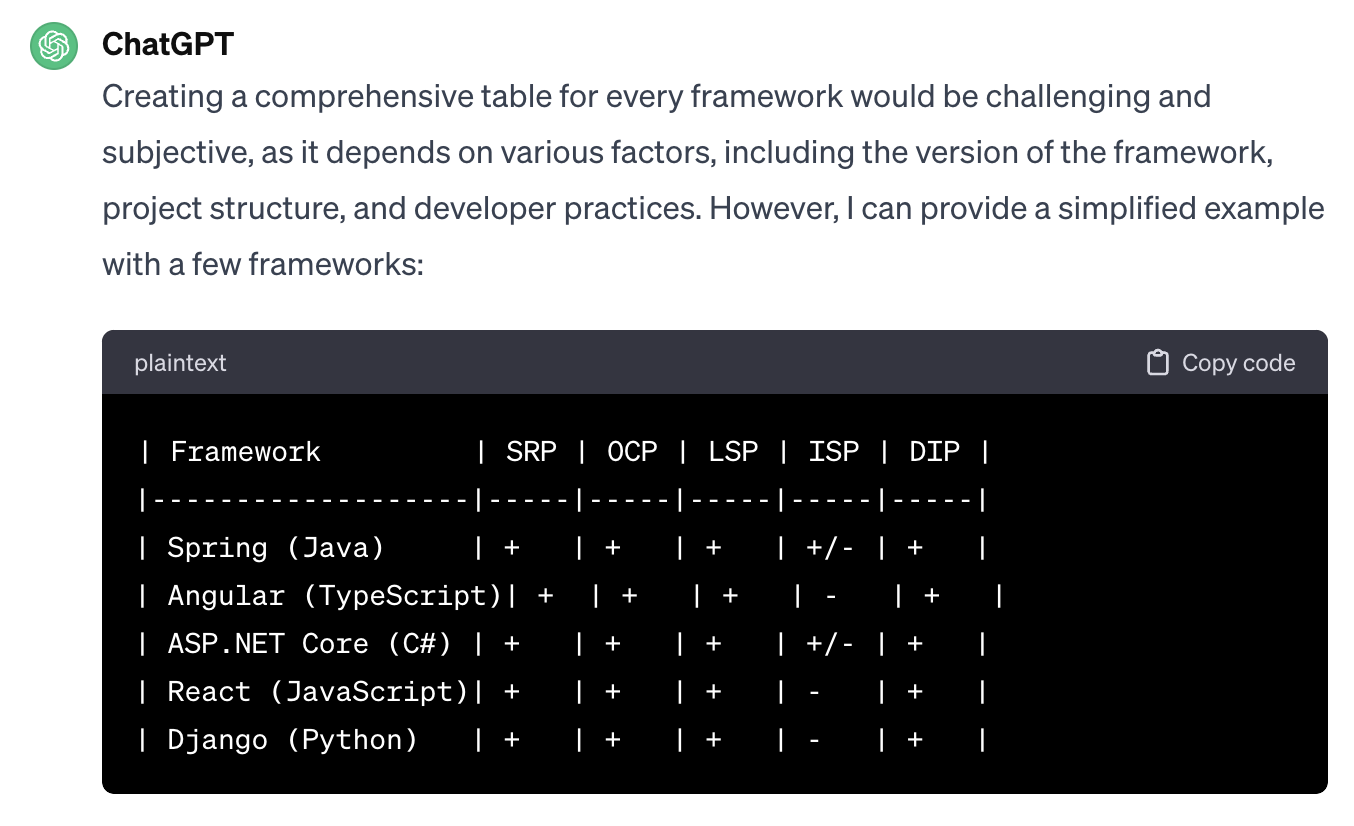 ChatGPT
Creating a comprehensive table for every framework would be challenging and
subjective, as it depends on various factors, including the version of the framework,
project structure, and developer practices. However, I can provide a simplified example
with a few frameworks:
plaintext Copy code
| Framework         | SRP | OCP | LSP | ISP | DIP |
|-------------------|-----|-----|-----|-----|-----|
| Spring (Java)     | +   | +   | +   | +/- | +   |
| Angular (TypeScript)| +  | +   | +   | -   | +   |
| ASP.NET Core (C#) | +   | +   | +   | +/- | +   |
| React (JavaScript)| +   | +   | +   | -   | +   |
| Django (Python)   | +   | +   | +   | -   | +   |